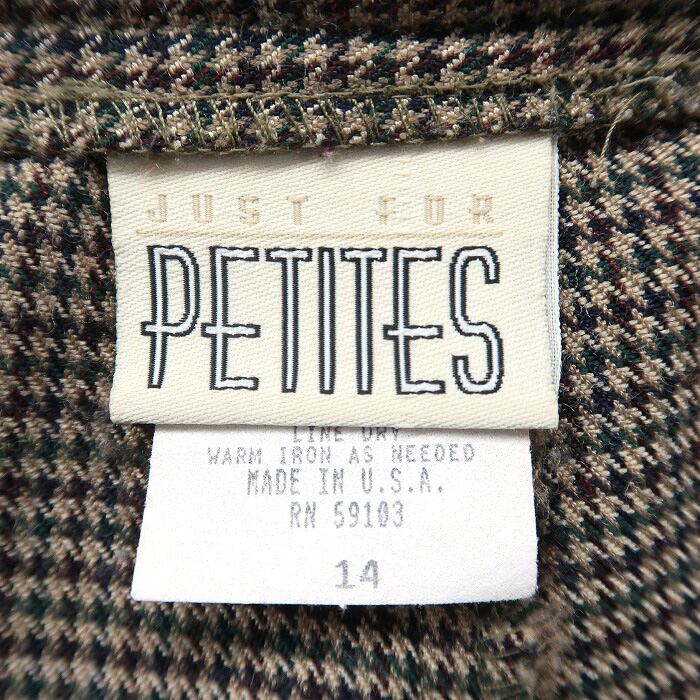 JUST FOR
PETITES
LINE DRY
WARM IRON AS NEEDED
MADE IN U.S.A.
RN 59103
14